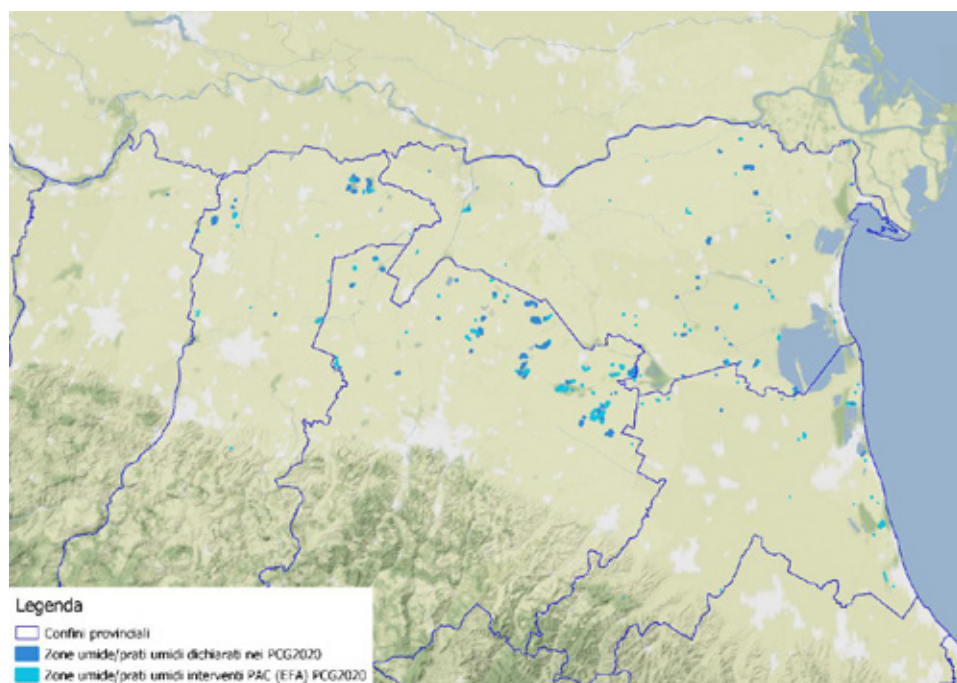 Legenda
Confini provinciali
Zone umide/prati umidi dichiarati nei PCG2020
Zone umide/prati umidi interventi PAC (EFA) PCG2020